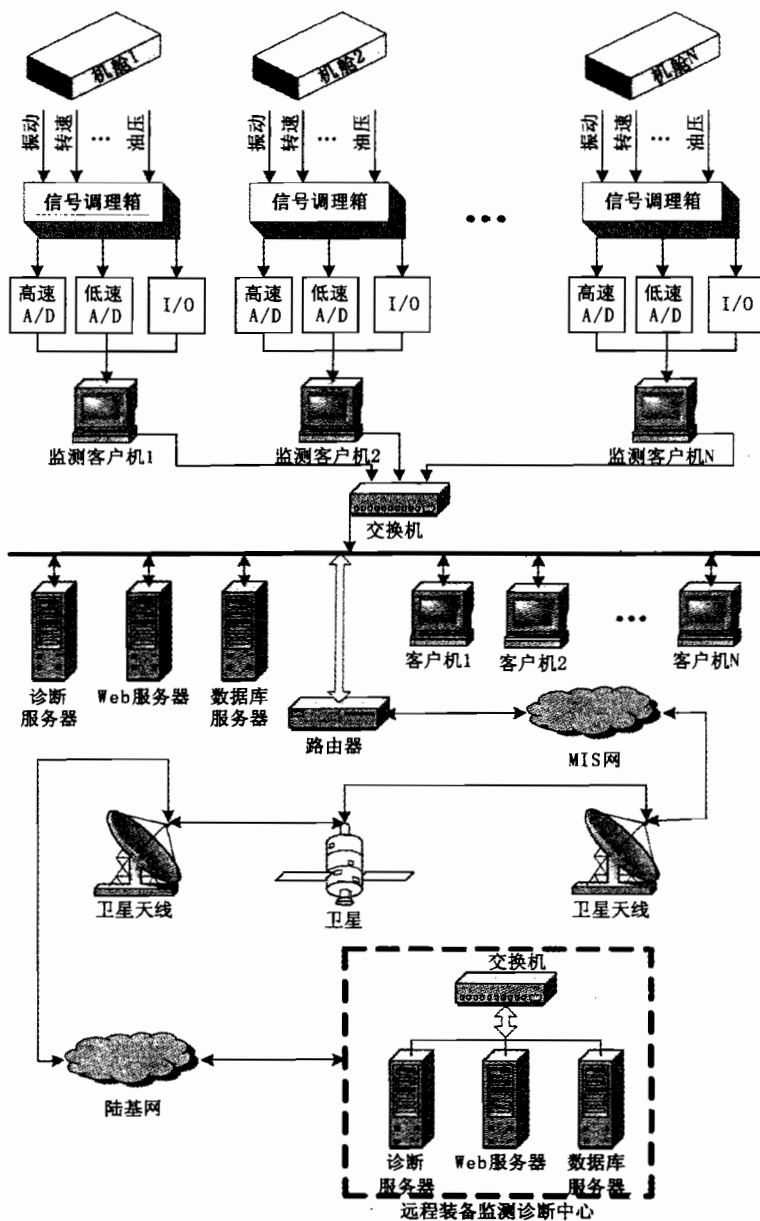 机舱1
机舱2
机舱N
振动 转速 … 油压
振动 转速 … 油压
振动 转速 … 油压
信号调理箱
信号调理箱
…
信号调理箱
高速
A/D
低速
A/D
I/O
高速
A/D
低速
A/D
I/O
高速
A/D
低速
A/D
I/O
监测客户机1
监测客户机2
监测客户机N
交换机
诊断
服务器
Web服务器
数据库
服务器
客户机1
客户机2
…
客户机N
路由器
MIS网
卫星天线
卫星
卫星天线
交换机
陆基网
诊断
服务器
Web服务器
数据库
服务器
远程装备监测诊断中心